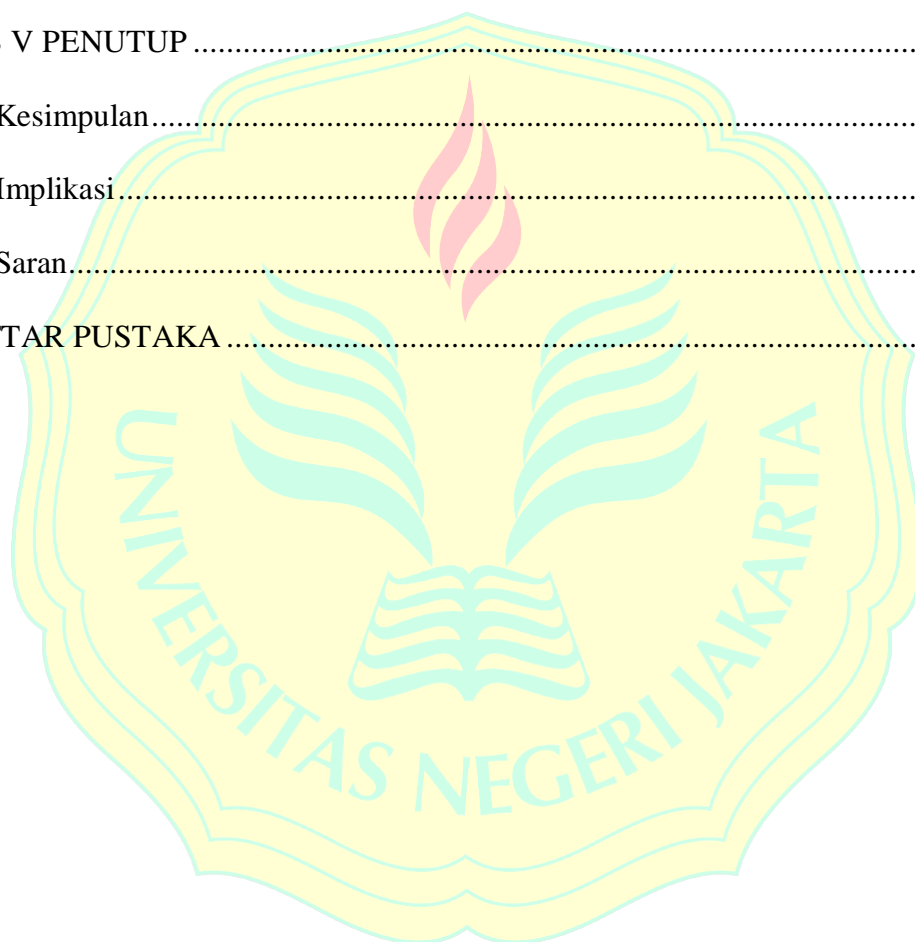 V PENUTUP ........................................................................................
Kesimpulan.............................................................................................
Implikasi.................................................................................................
Saran.......................................................................................................
TAR PUSTAKA ...................................................................................
UNIVERSITAS NEGERI JAKARTA